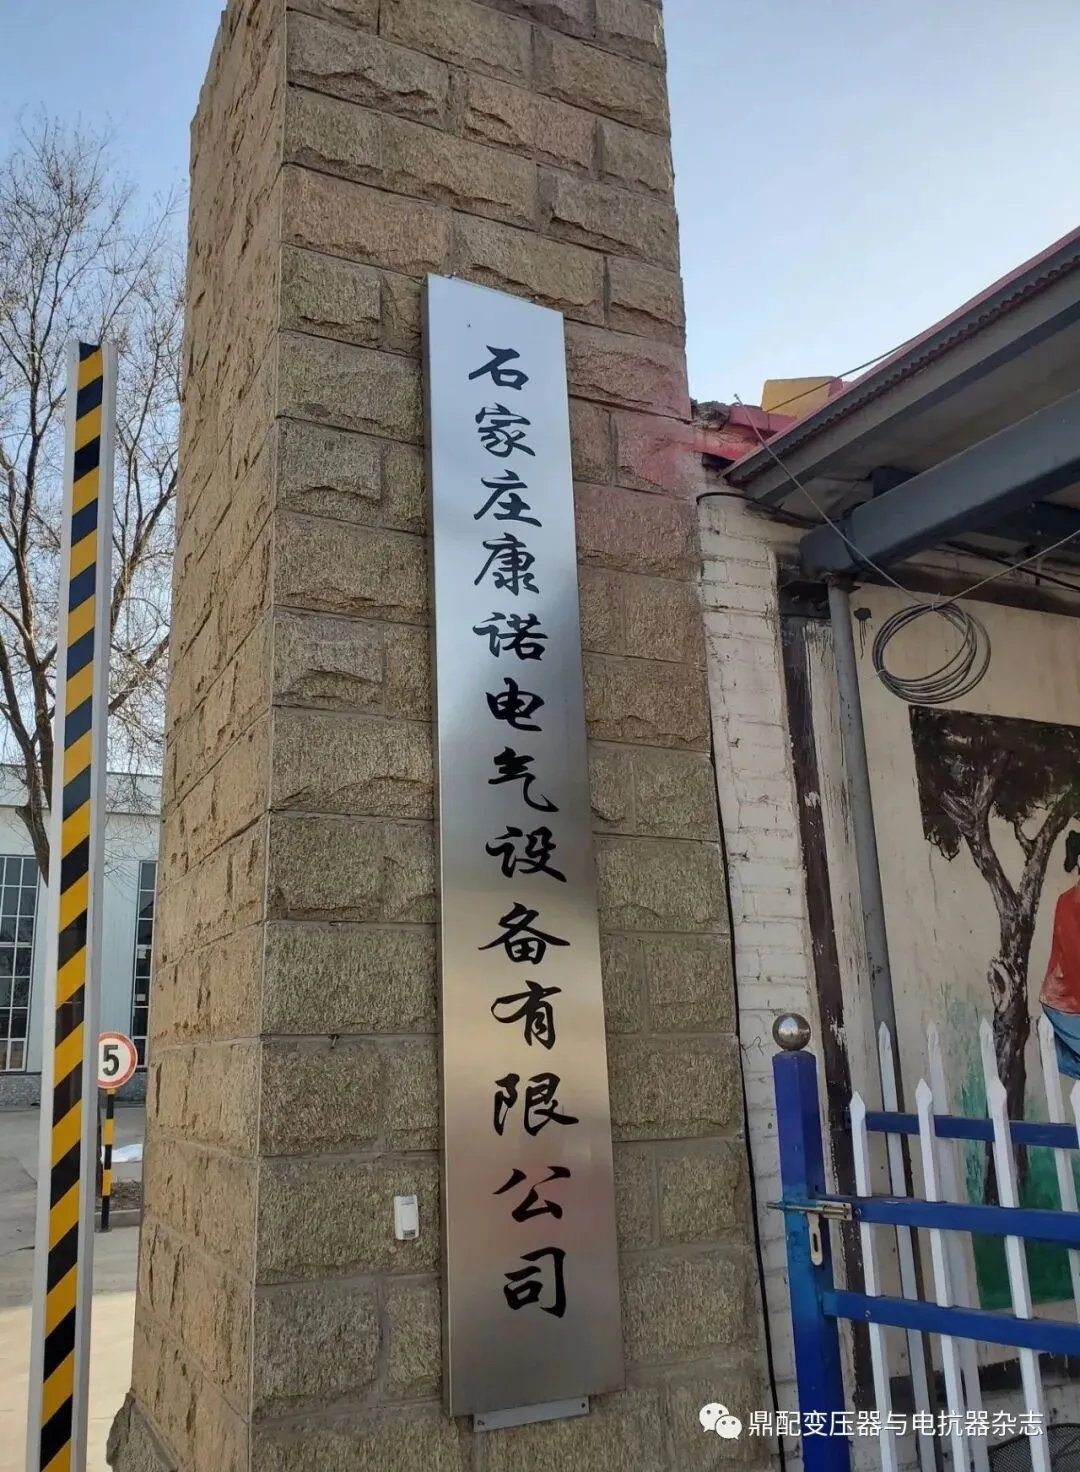 石家庄康诺电气设备有限公司
5
鼎配变压器与电抗器杂志